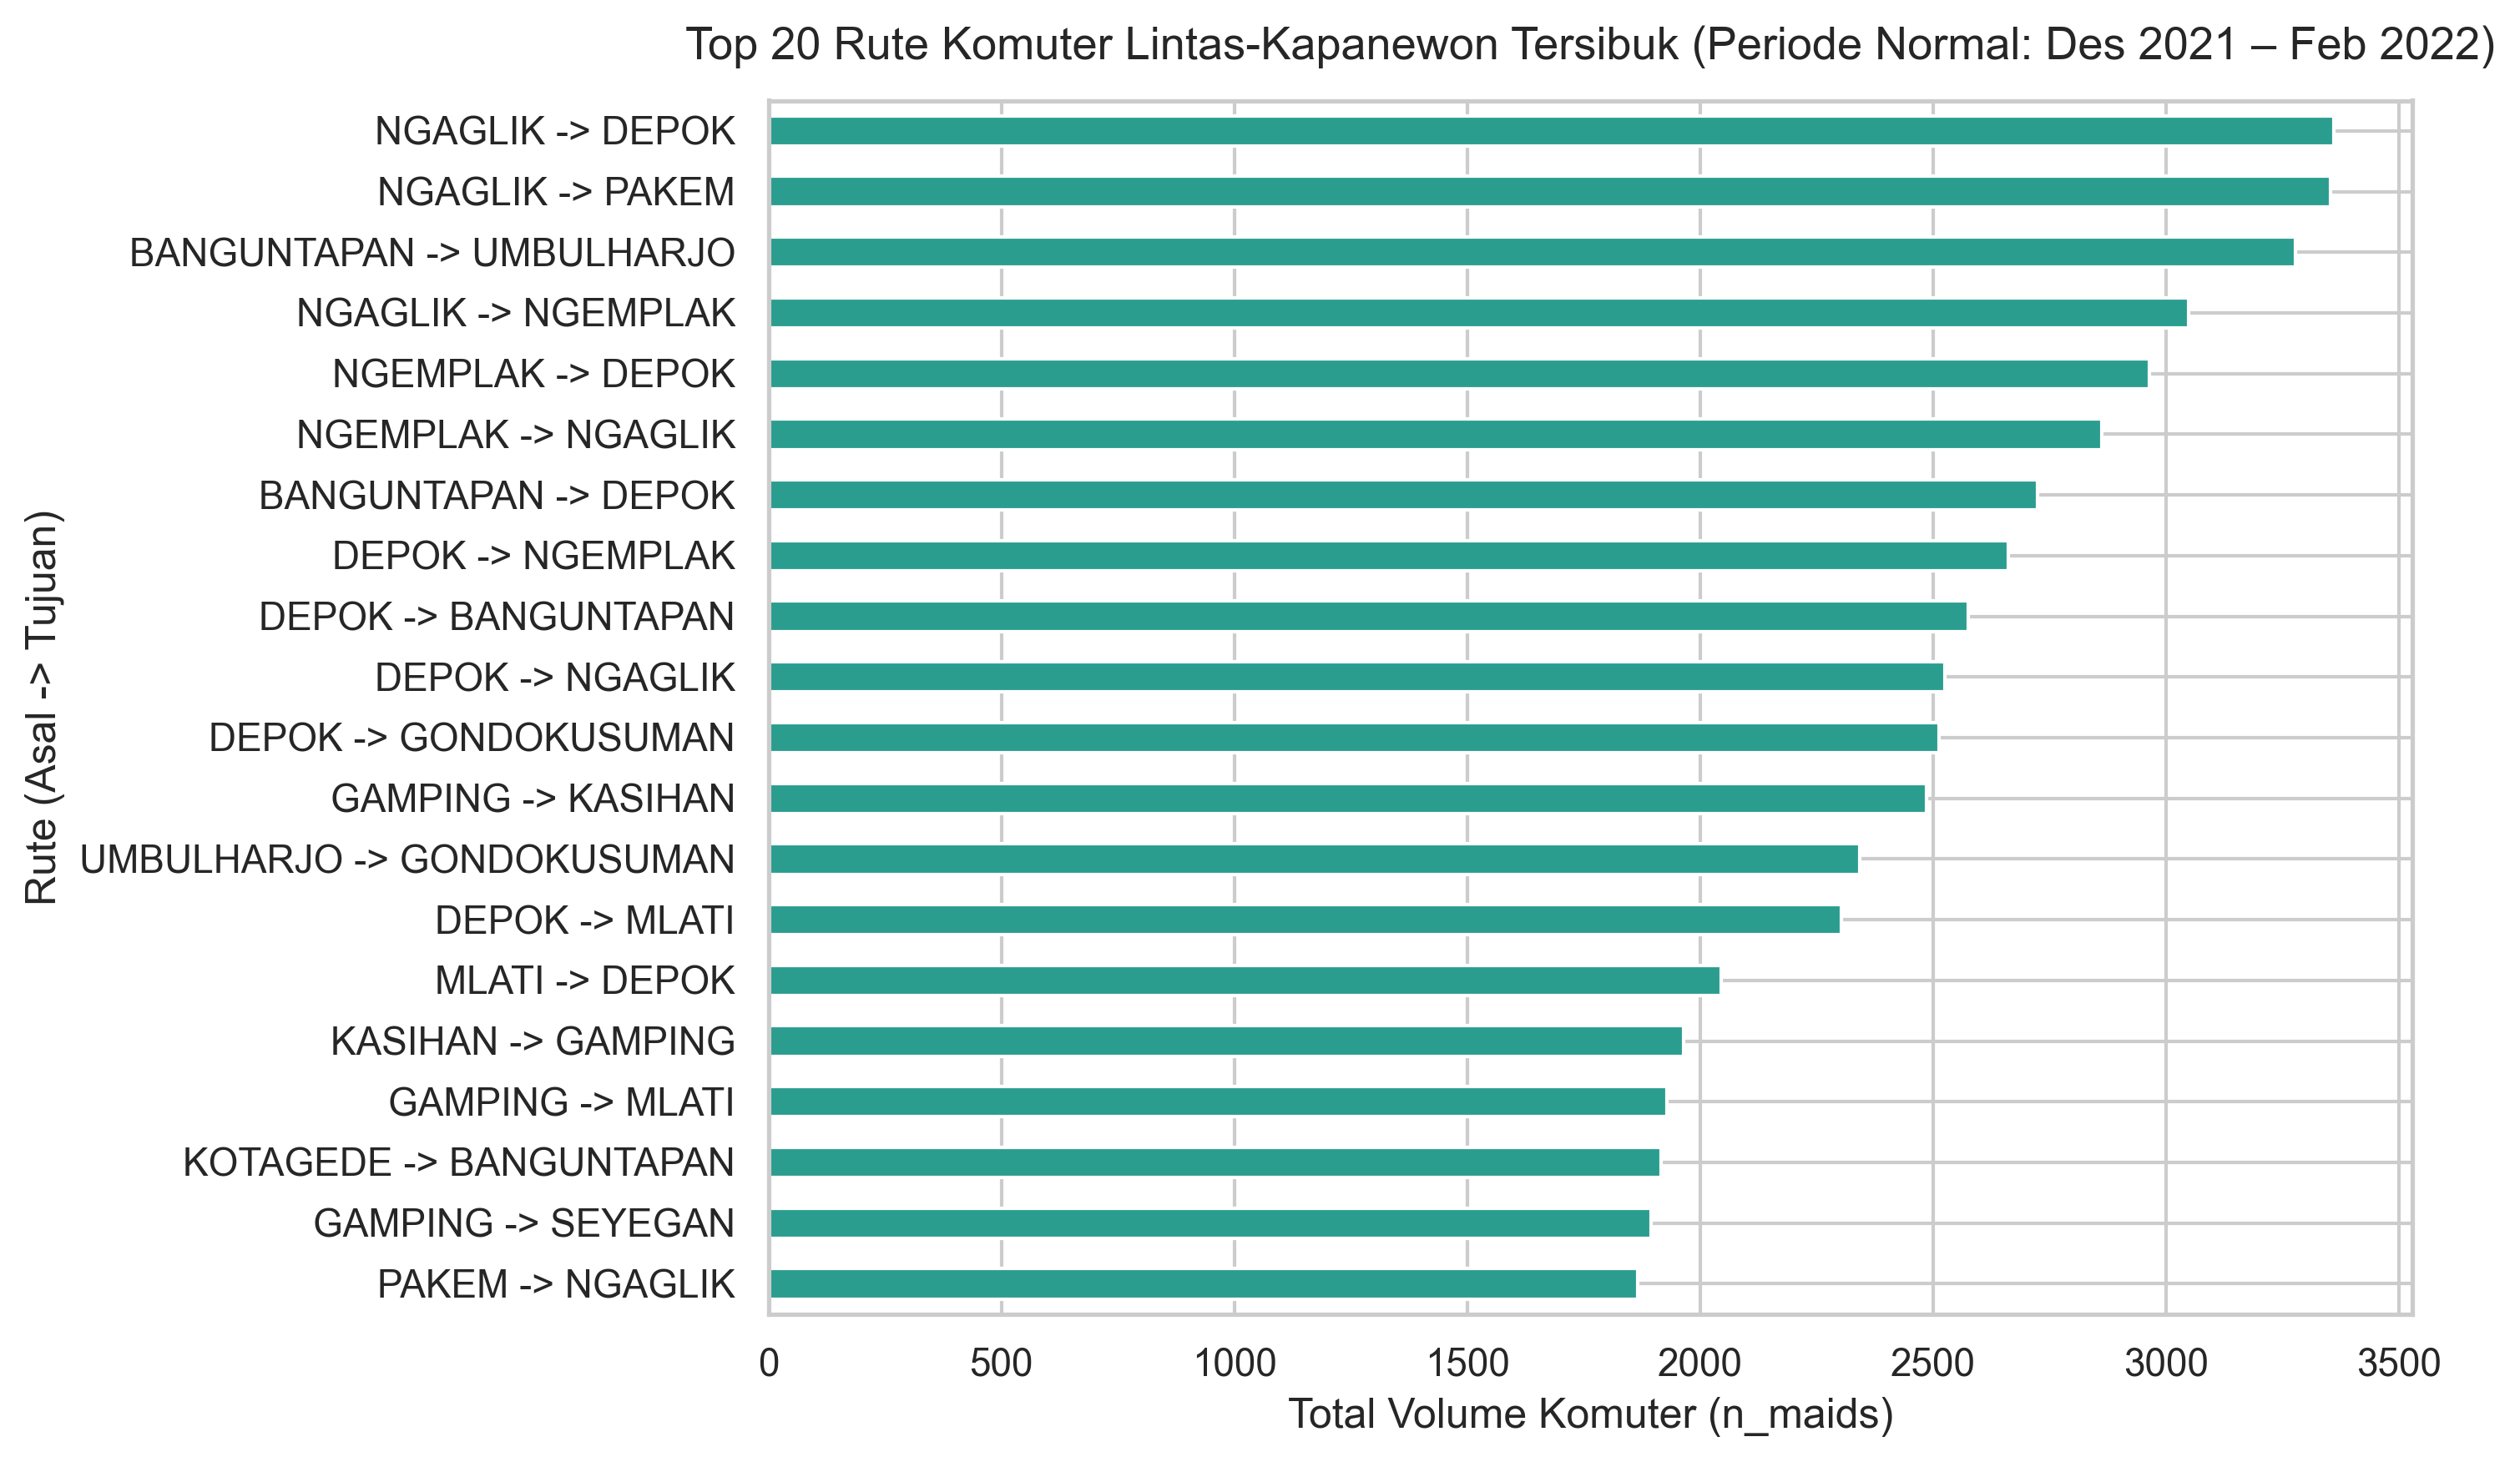 Top 20 Rute Komuter Lintas-Kapanewon Tersibuk (Periode Normal: Des 2021 – Feb 2022)
Rute (Asal -> Tujuan)
NGAGLIK -> DEPOK
NGAGLIK -> PAKEM
BANGUNTAPAN -> UMBULHARJO
NGAGLIK -> NGEMPLAK
NGEMPLAK -> DEPOK
NGEMPLAK -> NGAGLIK
BANGUNTAPAN -> DEPOK
DEPOK -> NGEMPLAK
DEPOK -> BANGUNTAPAN
DEPOK -> NGAGLIK
DEPOK -> GONDOKUSUMAN
GAMPING -> KASIHAN
UMBULHARJO -> GONDOKUSUMAN
DEPOK -> MLATI
MLATI -> DEPOK
KASIHAN -> GAMPING
GAMPING -> MLATI
KOTAGEDE -> BANGUNTAPAN
GAMPING -> SEYEGAN
PAKEM -> NGAGLIK
0 500 1000 1500 2000 2500 3000 3500
Total Volume Komuter (n_maids)